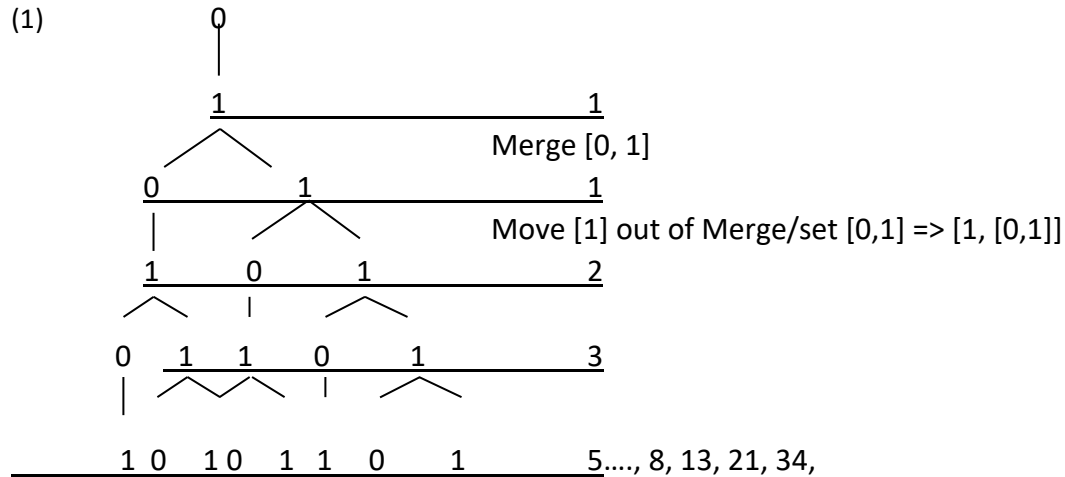 (1) 0
1 1
Merge [0, 1]
0 1 1
Move [1] out of Merge/set [0,1] => [1, [0,1]]
1 0 1 2
0 1 1 0 1 3
1 0 1 0 1 1 0 1 5...., 8, 13, 21, 34,